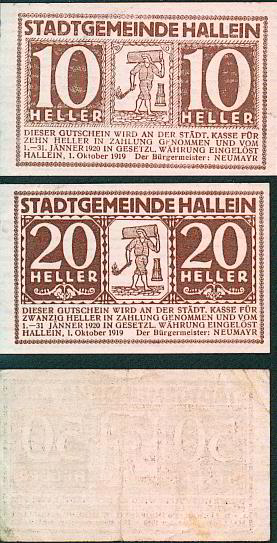 STADTGEMEINDE HALLEIN
10 10
HELLER HELLER
DIESER GUTSCHEIN WIRD AN DER STÄDT. KASSE FÜR
ZEHN HELLER IN ZAHLUNG GENOMMEN UND VOM
1.—31. JÄNNER 1920 IN GESETZL. WÄHRUNG EINGELÖST
HALLEIN, 1. Oktober 1919 Der Bürgermeister: NEUMAYR
STADTGEMEINDE HALLEIN
20 20
HELLER HELLER
DIESER GUTSCHEIN WIRD AN DER STÄDT. KASSE FÜR
ZWANZIG HELLER IN ZAHLUNG GENOMMEN UND VOM
1.—31 JÄNNER 1920 IN GESETZL. WÄHRUNG EINGELÖST
HALLEIN, 1. Oktober 1919 Der Bürgermeister: NEUMAYR